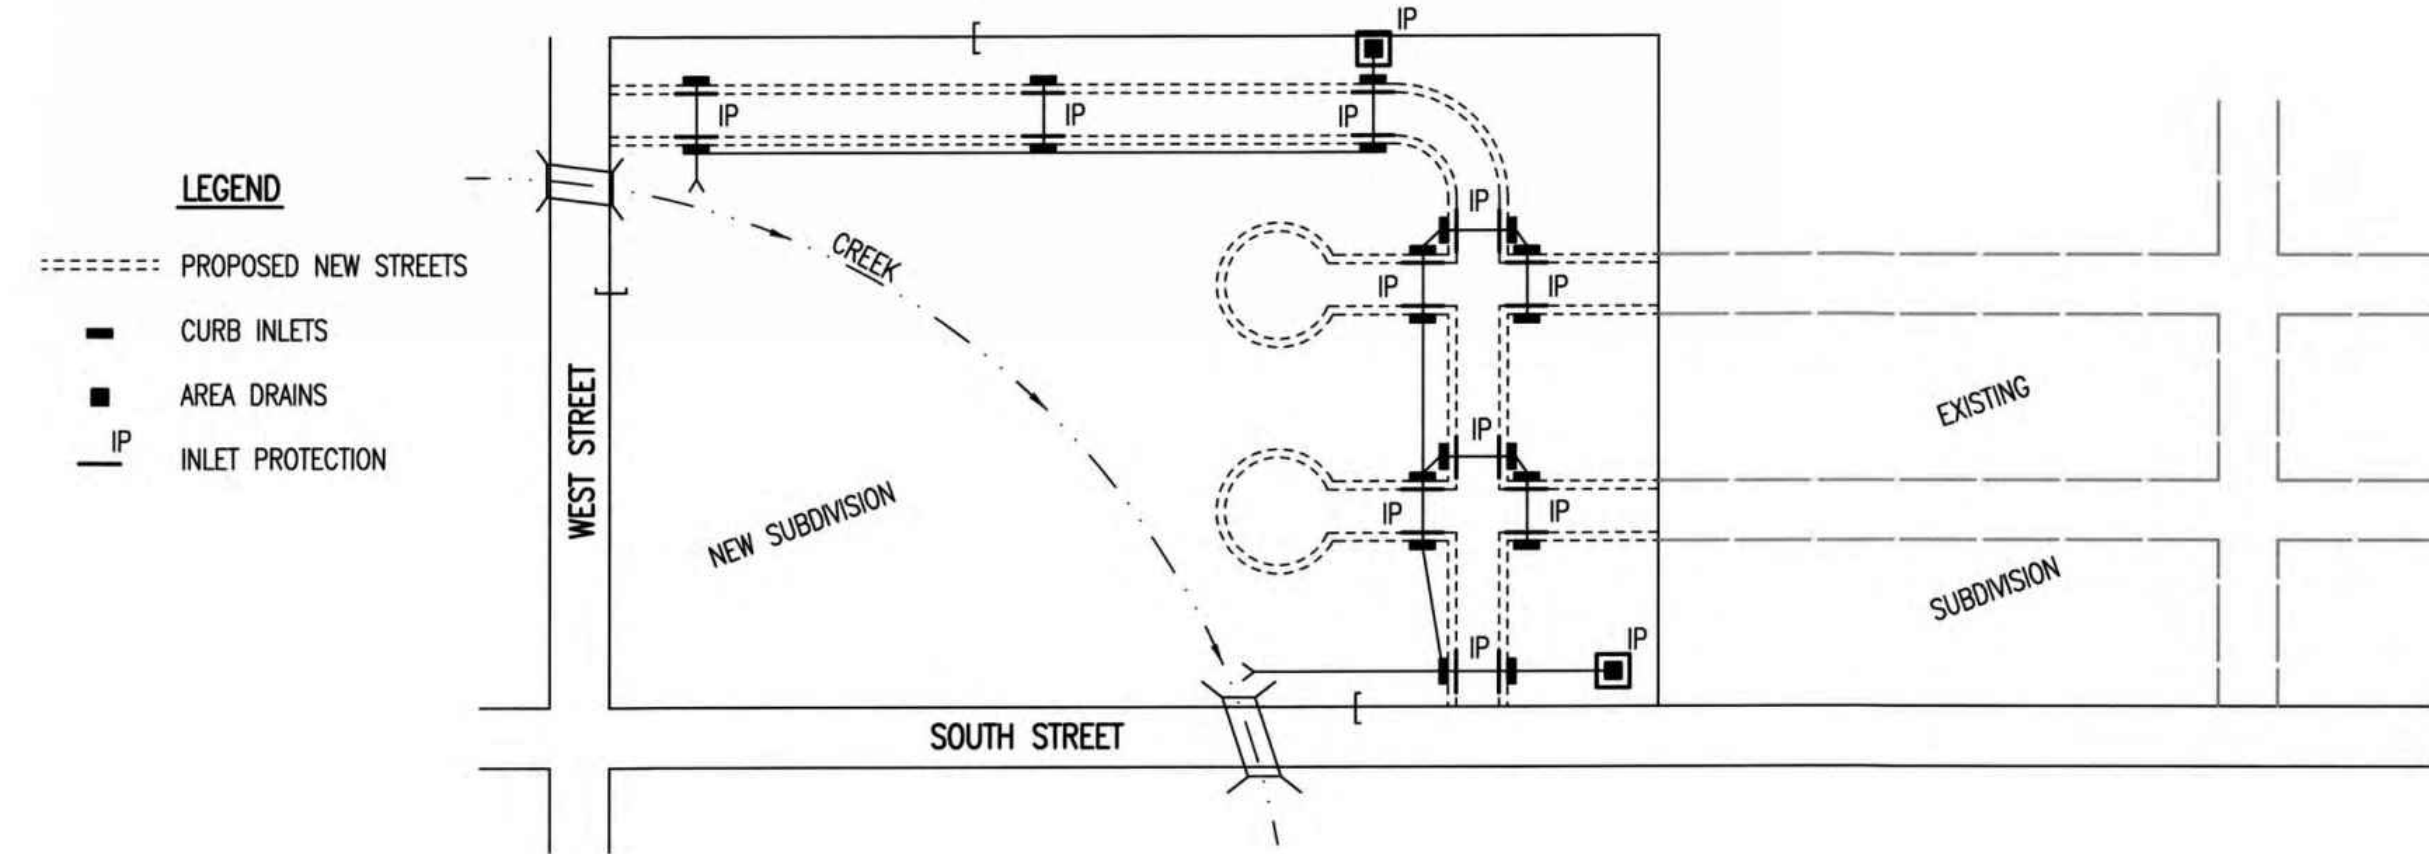 IP
IP
IP
IP
LEGEND
IP
PROPOSED NEW STREETS
CREEK
IP
IP
CURB INLETS
AREA DRAINS
EXISTING
IP
INLET PROTECTION
WEST STREET
IP
NEW SUBDIVISION
IP
IP
SUBDIVISION
IP
IP
SOUTH STREET